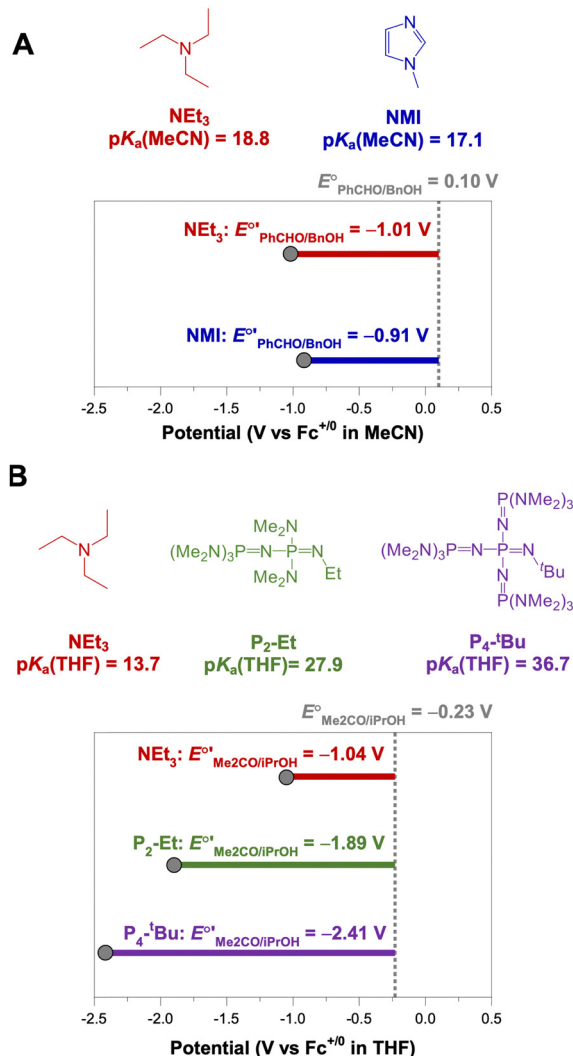 A
N
N
N
NEt₃
pKₐ(MeCN) = 18.8
NMI
pKₐ(MeCN) = 17.1
E°PhCHO/BnOH = 0.10 V
NEt₃: E°'PhCHO/BnOH = −1.01 V
NMI: E°'PhCHO/BnOH = −0.91 V
-2.5 -2.0 -1.5 -1.0 -0.5 0.0 0.5
Potential (V vs Fc⁺/⁰ in MeCN)
B
N
Me₂N
(Me₂N)₃P=N P=N
Me₂N Et
P(NMe₂)₃
N
(Me₂N)₃P=N P=N
N ᵗBu
P(NMe₂)₃
NEt₃
pKₐ(THF) = 13.7
P₂-Et
pKₐ(THF)= 27.9
P₄-ᵗBu
pKₐ(THF) = 36.7
E°Me2CO/iPrOH = −0.23 V
NEt₃: E°'Me2CO/iPrOH = −1.04 V
P₂-Et: E°'Me2CO/iPrOH = −1.89 V
P₄-ᵗBu: E°'Me2CO/iPrOH = −2.41 V
-2.5 -2.0 -1.5 -1.0 -0.5 0.0 0.5
Potential (V vs Fc⁺/⁰ in THF)